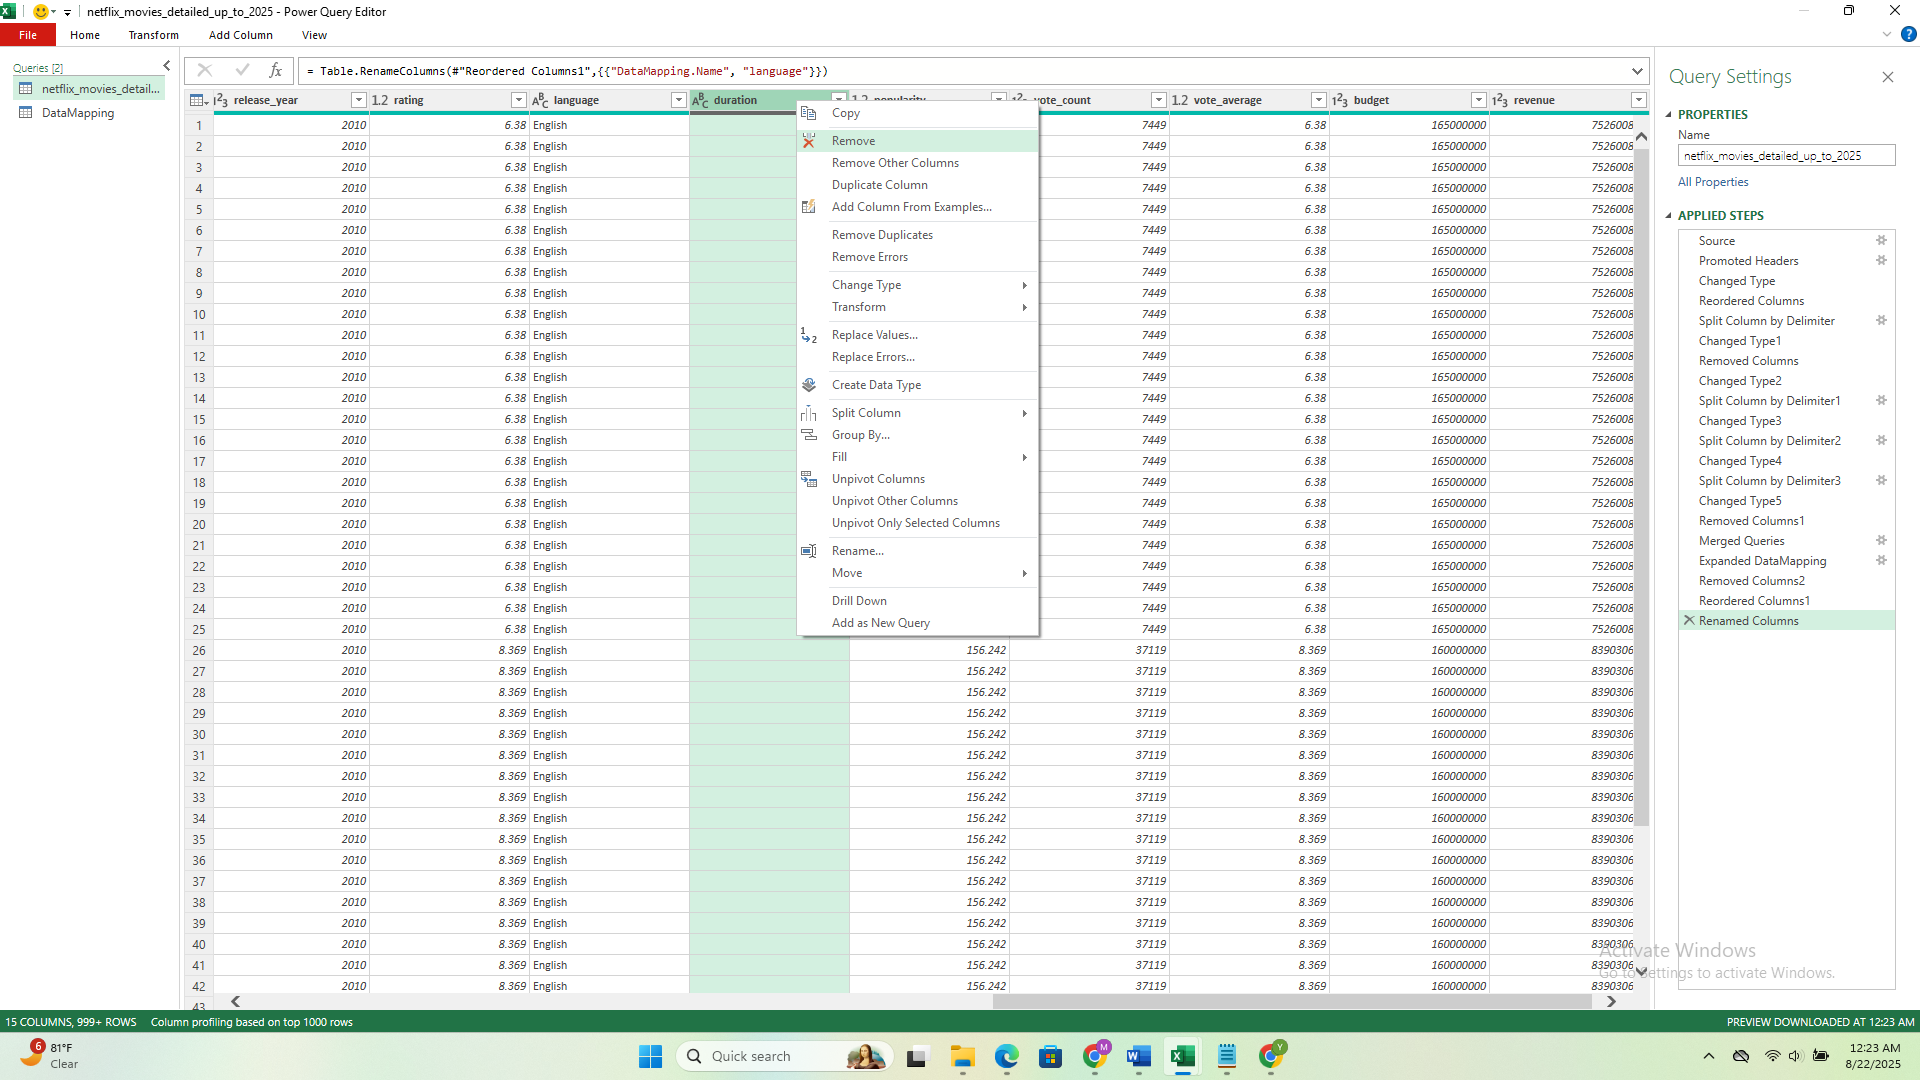 netflix_movies_detailed_up_to_2025 - Power Query Editor
File Home Transform Add Column View
Queries [2]
netflix_movies_detail...
DataMapping
= Table.RenameColumns(#"Reordered Columns1",{{"DataMapping.Name", "language"}})
release_year rating language duration vote_count vote_average budget revenue
1 2010 6.38 English 7449 6.38 165000000 7526008
2 2010 6.38 English 7449 6.38 165000000 7526008
3 2010 6.38 English 7449 6.38 165000000 7526008
4 2010 6.38 English 7449 6.38 165000000 7526008
5 2010 6.38 English 7449 6.38 165000000 7526008
6 2010 6.38 English 7449 6.38 165000000 7526008
7 2010 6.38 English 7449 6.38 165000000 7526008
8 2010 6.38 English 7449 6.38 165000000 7526008
9 2010 6.38 English 7449 6.38 165000000 7526008
10 2010 6.38 English 7449 6.38 165000000 7526008
11 2010 6.38 English 7449 6.38 165000000 7526008
12 2010 6.38 English 7449 6.38 165000000 7526008
13 2010 6.38 English 7449 6.38 165000000 7526008
14 2010 6.38 English 7449 6.38 165000000 7526008
15 2010 6.38 English 7449 6.38 165000000 7526008
16 2010 6.38 English 7449 6.38 165000000 7526008
17 2010 6.38 English 7449 6.38 165000000 7526008
18 2010 6.38 English 7449 6.38 165000000 7526008
19 2010 6.38 English 7449 6.38 165000000 7526008
20 2010 6.38 English 7449 6.38 165000000 7526008
21 2010 6.38 English 7449 6.38 165000000 7526008
22 2010 6.38 English 7449 6.38 165000000 7526008
23 2010 6.38 English 7449 6.38 165000000 7526008
24 2010 6.38 English 7449 6.38 165000000 7526008
25 2010 6.38 English 7449 6.38 165000000 7526008
26 2010 8.369 English 156.242 37119 8.369 160000000 8390306
27 2010 8.369 English 156.242 37119 8.369 160000000 8390306
28 2010 8.369 English 156.242 37119 8.369 160000000 8390306
29 2010 8.369 English 156.242 37119 8.369 160000000 8390306
30 2010 8.369 English 156.242 37119 8.369 160000000 8390306
31 2010 8.369 English 156.242 37119 8.369 160000000 8390306
32 2010 8.369 English 156.242 37119 8.369 160000000 8390306
33 2010 8.369 English 156.242 37119 8.369 160000000 8390306
34 2010 8.369 English 156.242 37119 8.369 160000000 8390306
35 2010 8.369 English 156.242 37119 8.369 160000000 8390306
36 2010 8.369 English 156.242 37119 8.369 160000000 8390306
37 2010 8.369 English 156.242 37119 8.369 160000000 8390306
38 2010 8.369 English 156.242 37119 8.369 160000000 8390306
39 2010 8.369 English 156.242 37119 8.369 160000000 8390306
40 2010 8.369 English 156.242 37119 8.369 160000000 8390306
41 2010 8.369 English 156.242 37119 8.369 160000000 8390306
42 2010 8.369 English 156.242 37119 8.369 160000000 8390306
43
Copy
Remove
Remove Other Columns
Duplicate Column
Add Column From Examples...
Remove Duplicates
Remove Errors
Change Type
Transform
Replace Values...
Replace Errors...
Create Data Type
Split Column
Group By...
Fill
Unpivot Columns
Unpivot Other Columns
Unpivot Only Selected Columns
Rename...
Move
Drill Down
Add as New Query
Query Settings
PROPERTIES
Name
netflix_movies_detailed_up_to_2025
All Properties
APPLIED STEPS
Source
Promoted Headers
Changed Type
Reordered Columns
Split Column by Delimiter
Changed Type1
Removed Columns
Changed Type2
Split Column by Delimiter1
Changed Type3
Split Column by Delimiter2
Changed Type4
Split Column by Delimiter3
Changed Type5
Removed Columns1
Merged Queries
Expanded DataMapping
Removed Columns2
Reordered Columns1
Renamed Columns
Activate Windows
Go to Settings to activate Windows.
15 COLUMNS, 999+ ROWS Column profiling based on top 1000 rows
PREVIEW DOWNLOADED AT 12:23 AM
6
81°F
Clear
Quick search
M
Y
12:23 AM
8/22/2025